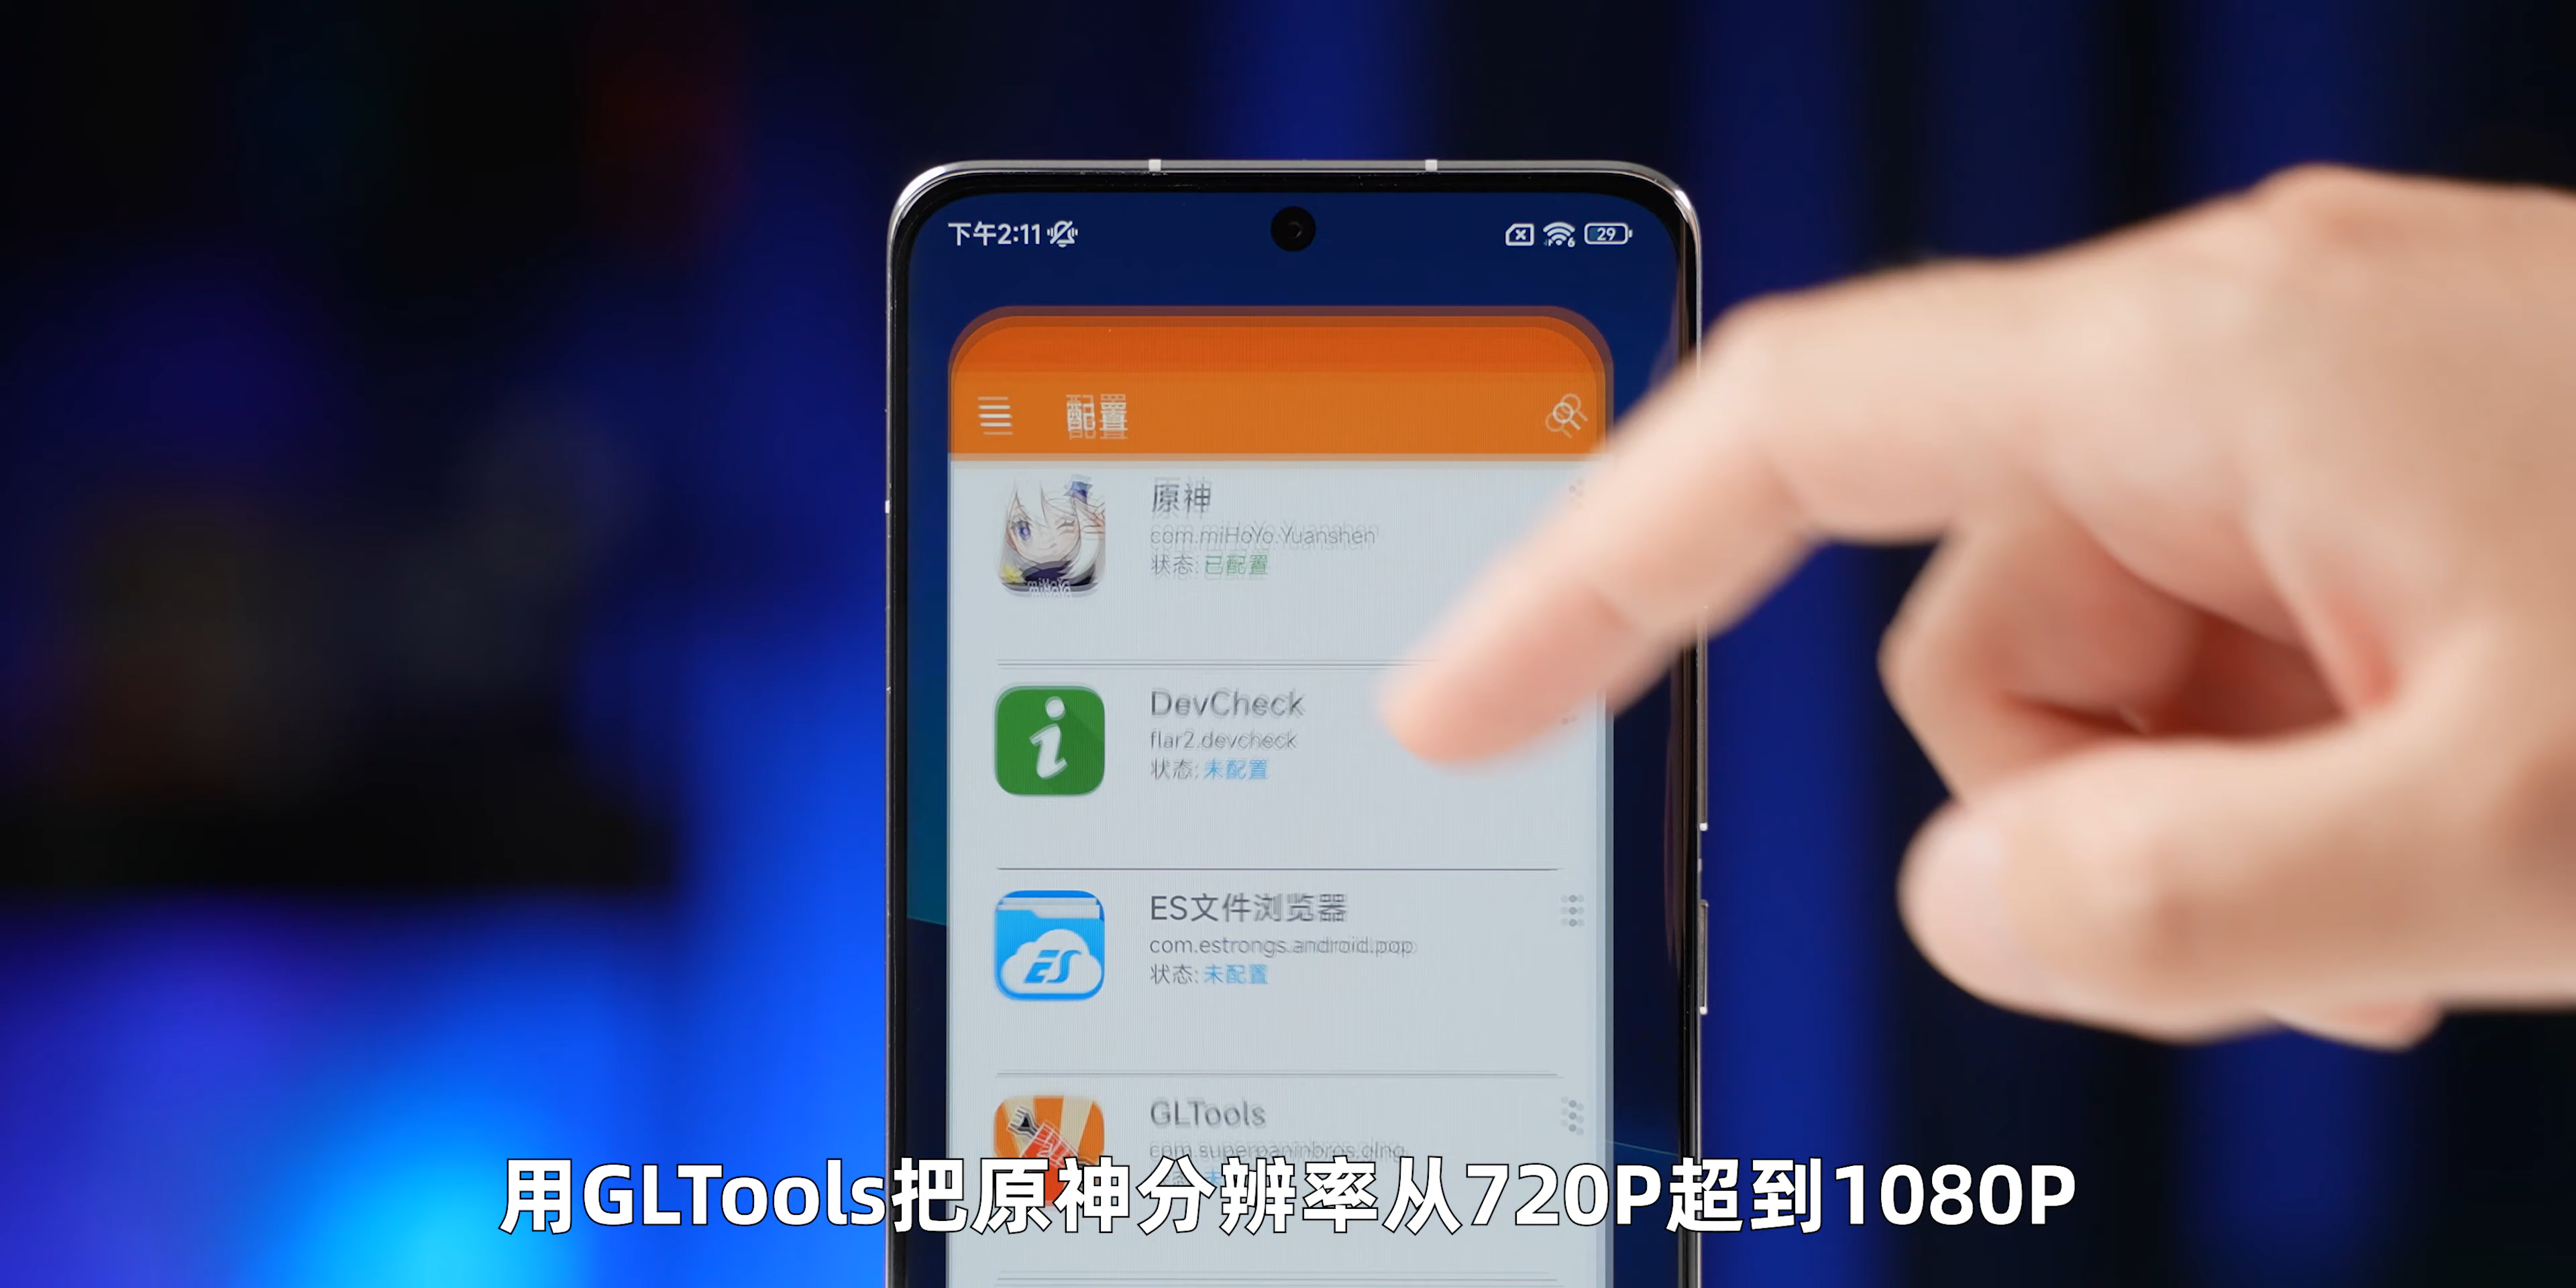 下午2:11
29
配置
原神
com.miHoYo.Yuanshen
状态: 已配置
miHoYo
DevCheck
flar2.devcheck
状态: 未配置
ES文件浏览器
com.estrongs.android.pop
状态: 未配置
ES
GLTools
用GLTools把原神分辨率从720P超到1080P